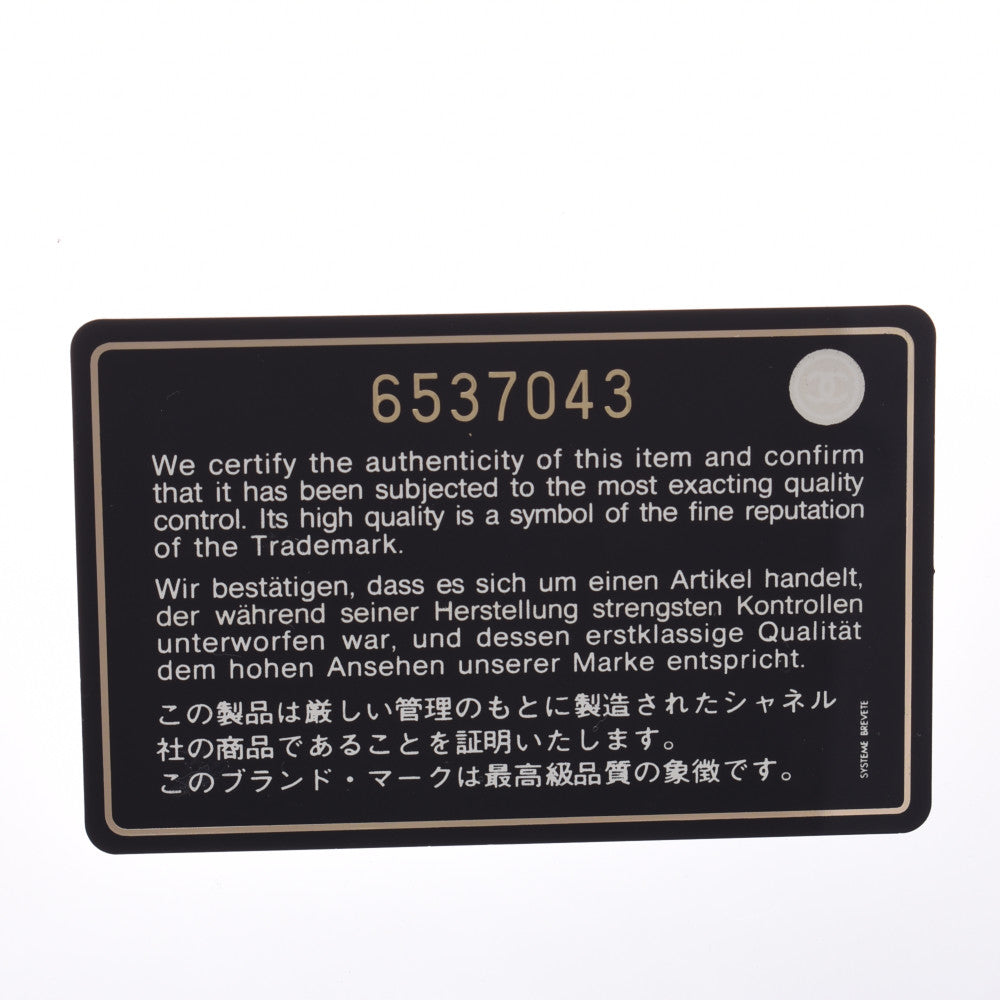 6537043
We certify the authenticity of this item and confirm
that it has been subjected to the most exacting quality
control. Its high quality is a symbol of the fine reputation
of the Trademark.
Wir bestätigen, dass es sich um einen Artikel handelt,
der während seiner Herstellung strengsten Kontrollen
unterworfen war, und dessen erstklassige Qualität
dem hohen Ansehen unserer Marke entspricht.
この製品は厳しい管理のもとに製造されたシャネル
社の商品であることを証明いたします。
このブランド・マークは最高級品質の象徴です。
SYSTEME BREVETE